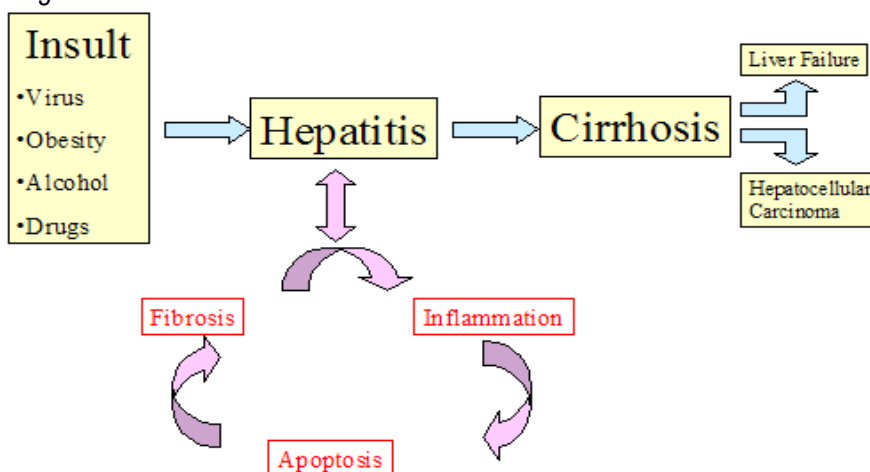 Insult
•Virus
•Obesity
•Alcohol
•Drugs
Hepatitis
Cirrhosis
Liver Failure
Hepatocellular
Carcinoma
Fibrosis
Inflammation
Apoptosis